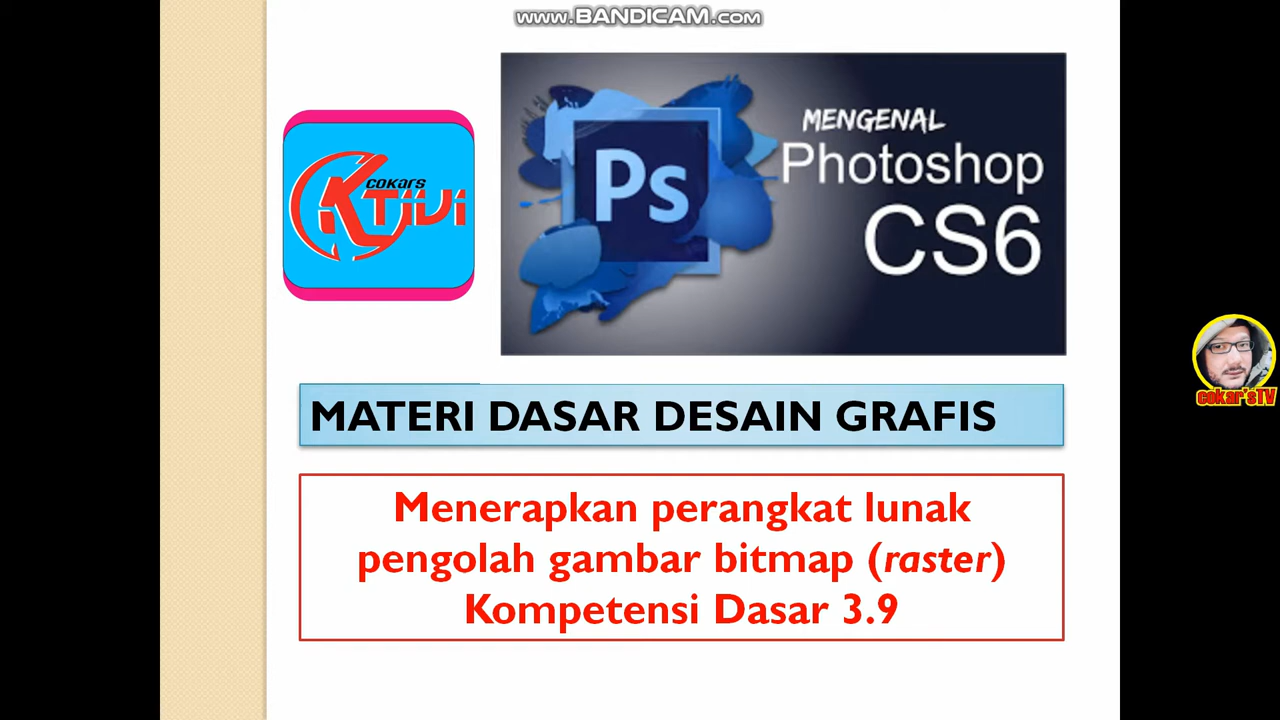 www.BANDICAM.com
MENGENAL
Photoshop
CS6
Ps
cokars
KTIVI
MATERI DASAR DESAIN GRAFIS
Menerapkan perangkat lunak
pengolah gambar bitmap (raster)
Kompetensi Dasar 3.9
cokar'sTV